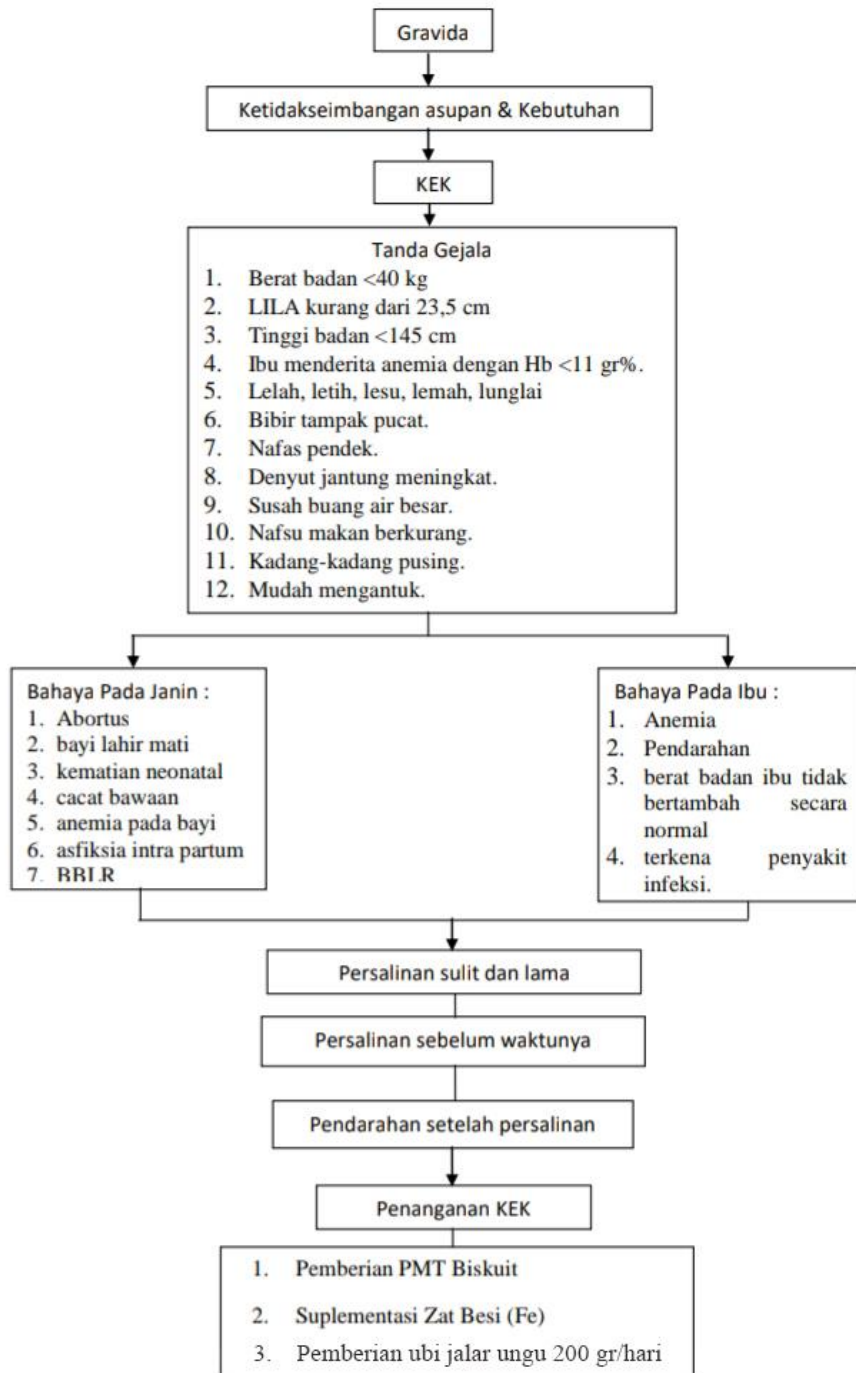 Gravida
Ketidakseimbangan asupan & Kebutuhan
KEK
Tanda Gejala
1. Berat badan <40 kg
2. LILA kurang dari 23,5 cm
3. Tinggi badan <145 cm
4. Ibu menderita anemia dengan Hb <11 gr%.
5. Lelah, letih, lesu, lemah, lunglai
6. Bibir tampak pucat.
7. Nafas pendek.
8. Denyut jantung meningkat.
9. Susah buang air besar.
10. Nafsu makan berkurang.
11. Kadang-kadang pusing.
12. Mudah mengantuk.
Bahaya Pada Janin :
1. Abortus
2. bayi lahir mati
3. kematian neonatal
4. cacat bawaan
5. anemia pada bayi
6. asfiksia intra partum
7. BBLR
Bahaya Pada Ibu :
1. Anemia
2. Pendarahan
3. berat badan ibu tidak
bertambah secara
normal
4. terkena penyakit
infeksi.
Persalinan sulit dan lama
Persalinan sebelum waktunya
Pendarahan setelah persalinan
Penanganan KEK
1. Pemberian PMT Biskuit
2. Suplementasi Zat Besi (Fe)
3. Pemberian ubi jalar ungu 200 gr/hari